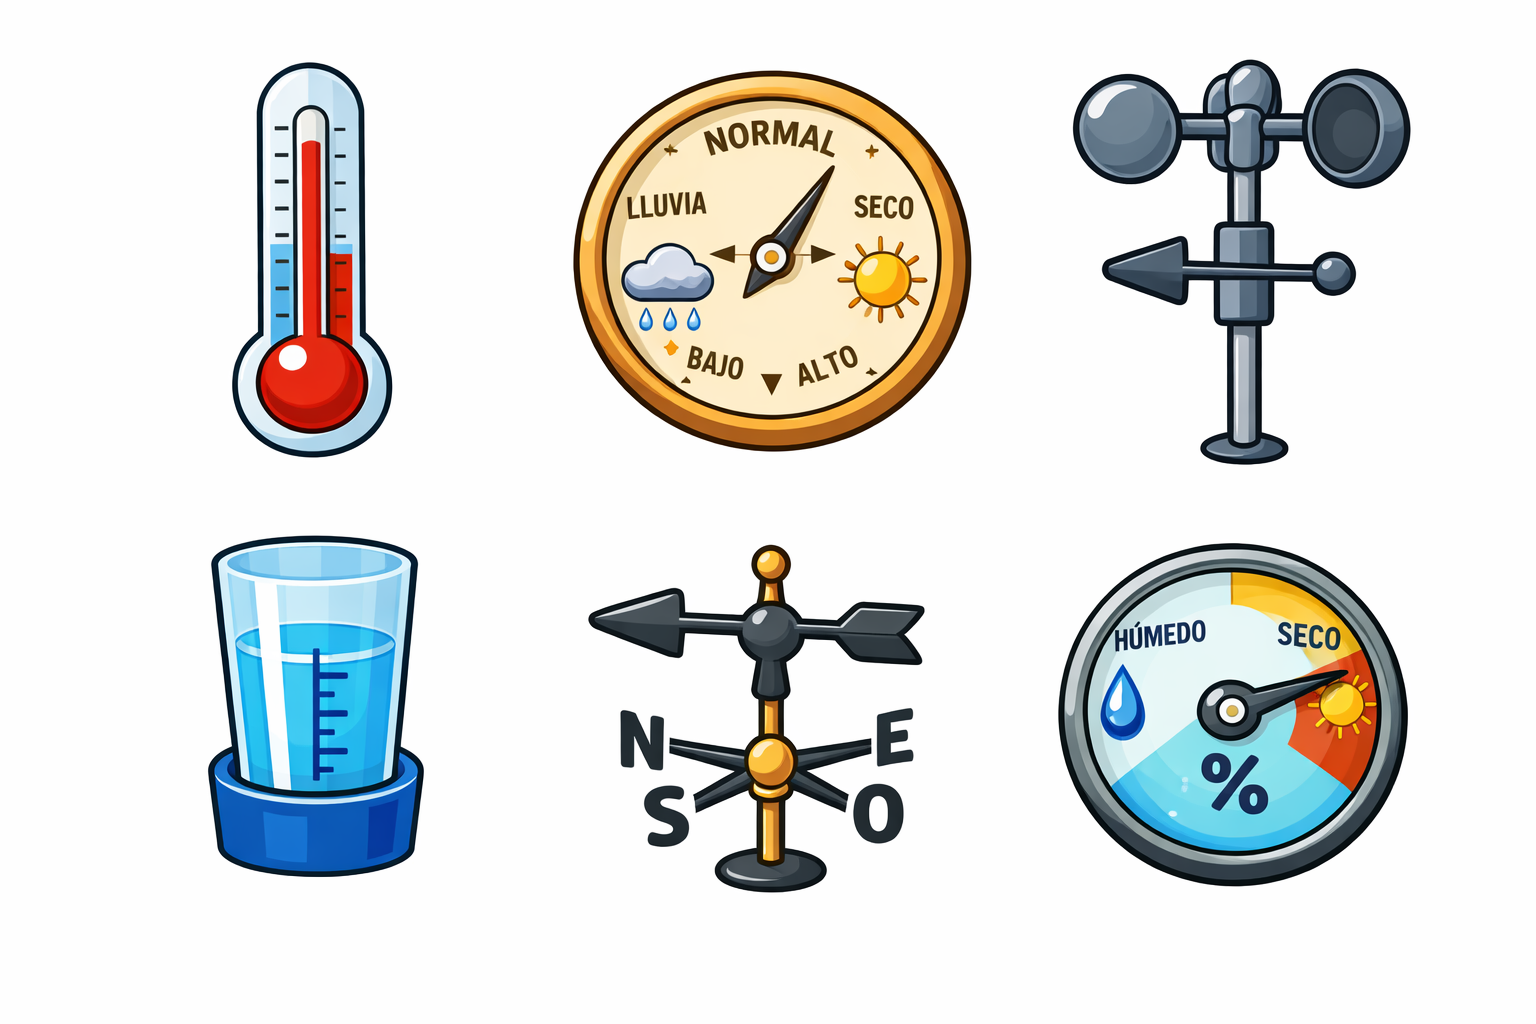 NORMAL
LLUVIA
SECO
BAJO
ALTO
N
E
S
O
HÚMEDO
SECO
%